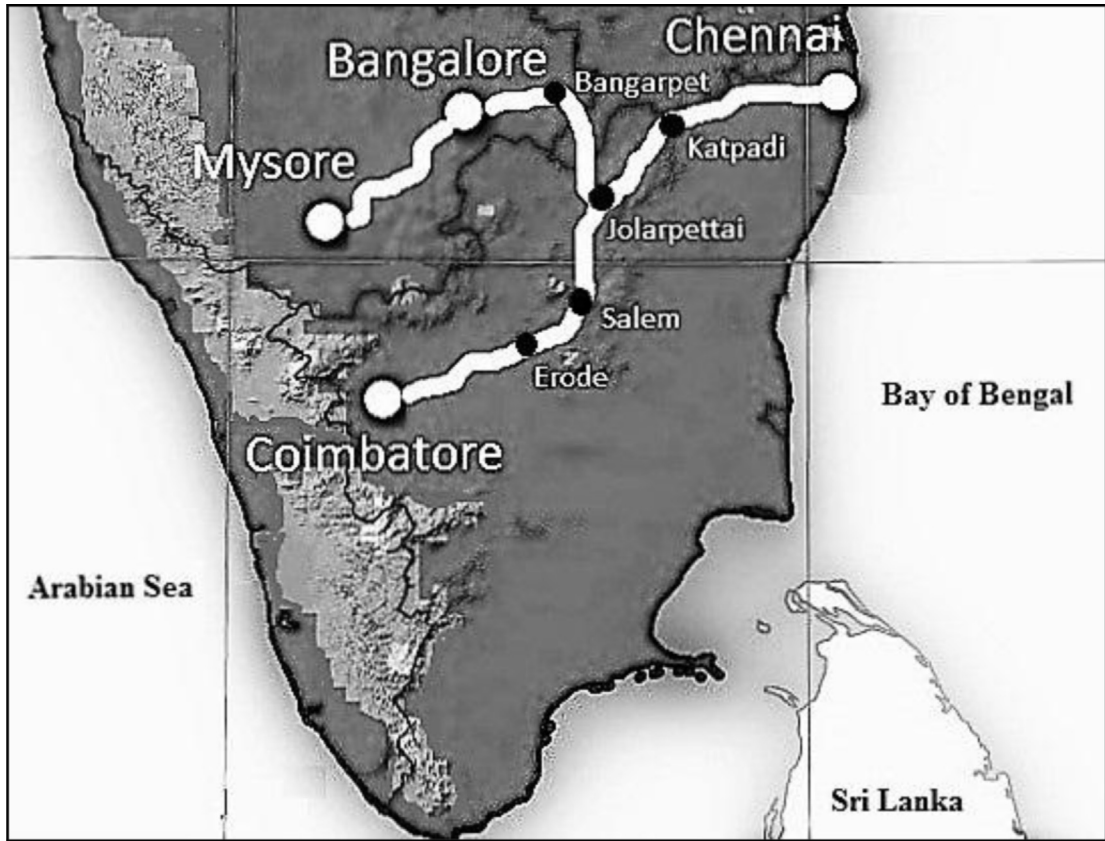 Chennai
Bangalore
Bangarpet
Katpadi
Mysore
Jolarpettai
Salem
Erode
Bay of Bengal
Coimbatore
Arabian Sea
Sri Lanka